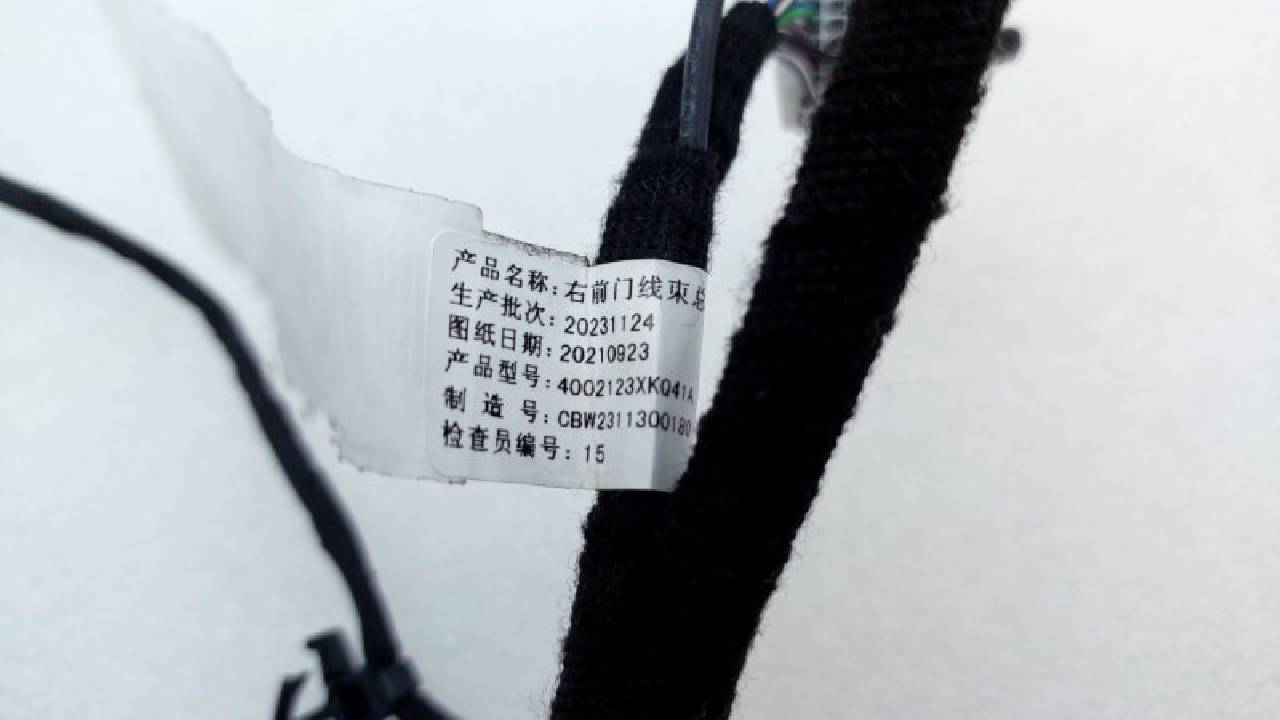 产品名称:右前门线束总
生产批次:20231124
图纸日期:20210923
产品型号:4002123XKQ41A
制 造 号:CBW2311300180
检查员编号:15